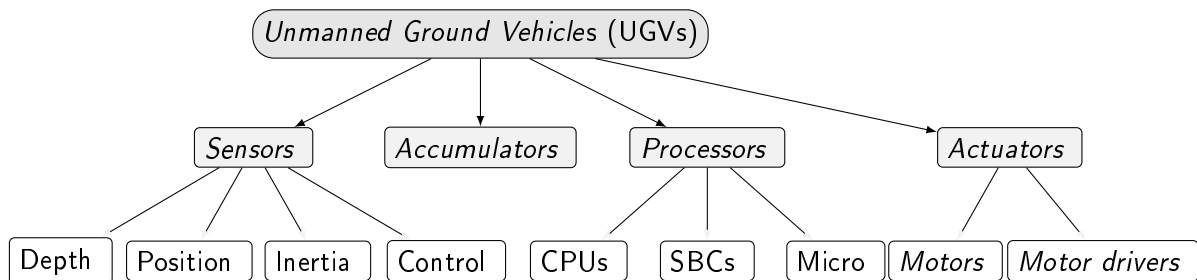 Unmanned Ground Vehicles (UGVs)
Sensors
Accumulators
Processors
Actuators
Depth
Position
Inertia
Control
CPUs
SBCs
Micro
Motors
Motor drivers